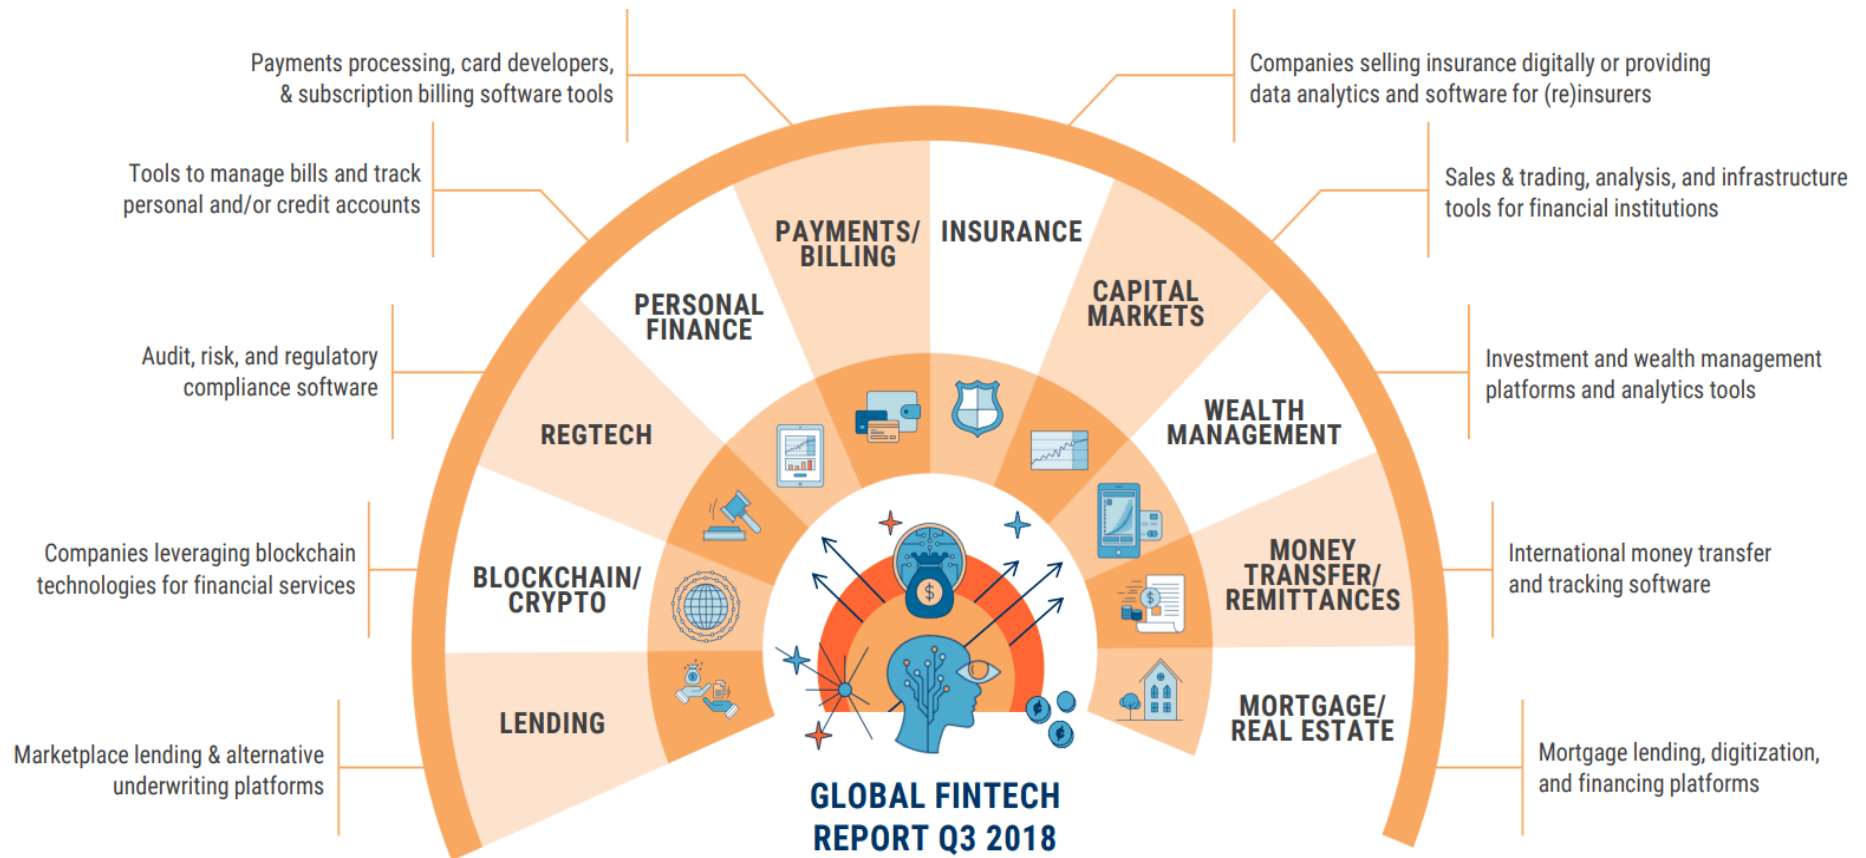 Payments processing, card developers,
& subscription billing software tools
Companies selling insurance digitally or providing
data analytics and software for (re)insurers
Tools to manage bills and track
personal and/or credit accounts
Sales & trading, analysis, and infrastructure
tools for financial institutions
Audit, risk, and regulatory
compliance software
Investment and wealth management
platforms and analytics tools
Companies leveraging blockchain
technologies for financial services
International money transfer
and tracking software
Marketplace lending & alternative
underwriting platforms
Mortgage lending, digitization,
and financing platforms
LENDING
BLOCKCHAIN/
CRYPTO
REGTECH
PERSONAL
FINANCE
PAYMENTS/
BILLING
INSURANCE
CAPITAL
MARKETS
WEALTH
MANAGEMENT
MONEY
TRANSFER/
REMITTANCES
MORTGAGE/
REAL ESTATE
GLOBAL FINTECH
REPORT Q3 2018